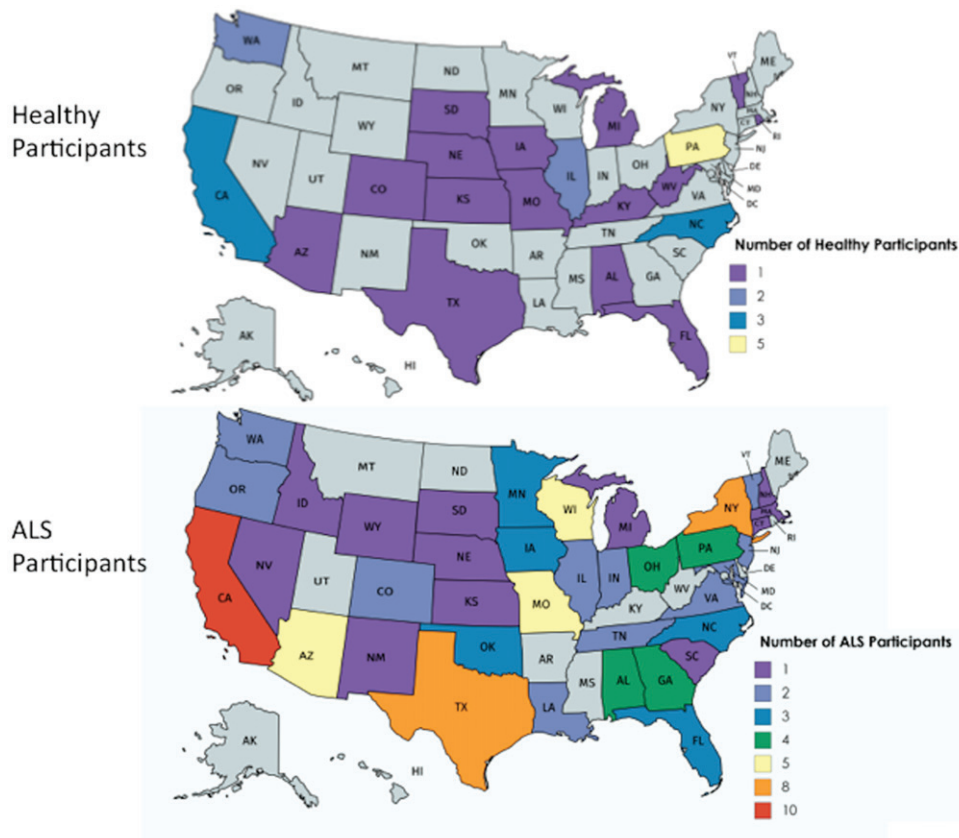 Healthy
Participants
WA
MT
ND
MN
OR
ID
WY
SD
WI
MI
VT
ME
NH
NY
MA
CY
RI
NV
UT
CO
NE
IA
IL
IN
OH
PA
NJ
DE
MD
DC
CA
KS
MO
KY
WV
VA
AZ
NM
OK
AR
TN
NC
SC
TX
LA
MS
AL
GA
FL
AK
HI
Number of Healthy Participants
1
2
3
5
ALS
Participants
WA
MT
ND
MN
OR
ID
WY
SD
WI
MI
VT
ME
NH
NY
MA
CY
RI
NV
UT
CO
NE
IA
IL
IN
OH
PA
NJ
DE
MD
DC
CA
KS
MO
KY
WV
VA
AZ
NM
OK
AR
TN
NC
SC
TX
LA
MS
AL
GA
FL
AK
HI
Number of ALS Participants
1
2
3
4
5
8
10